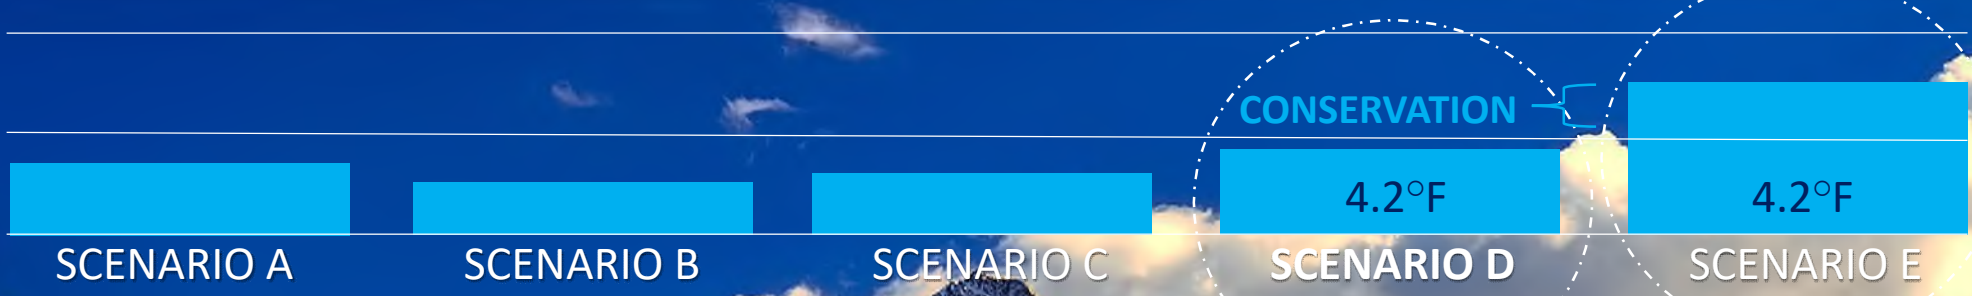 CONSERVATION
4.2°F
4.2°F
SCENARIO A
SCENARIO B
SCENARIO C
SCENARIO D
SCENARIO E